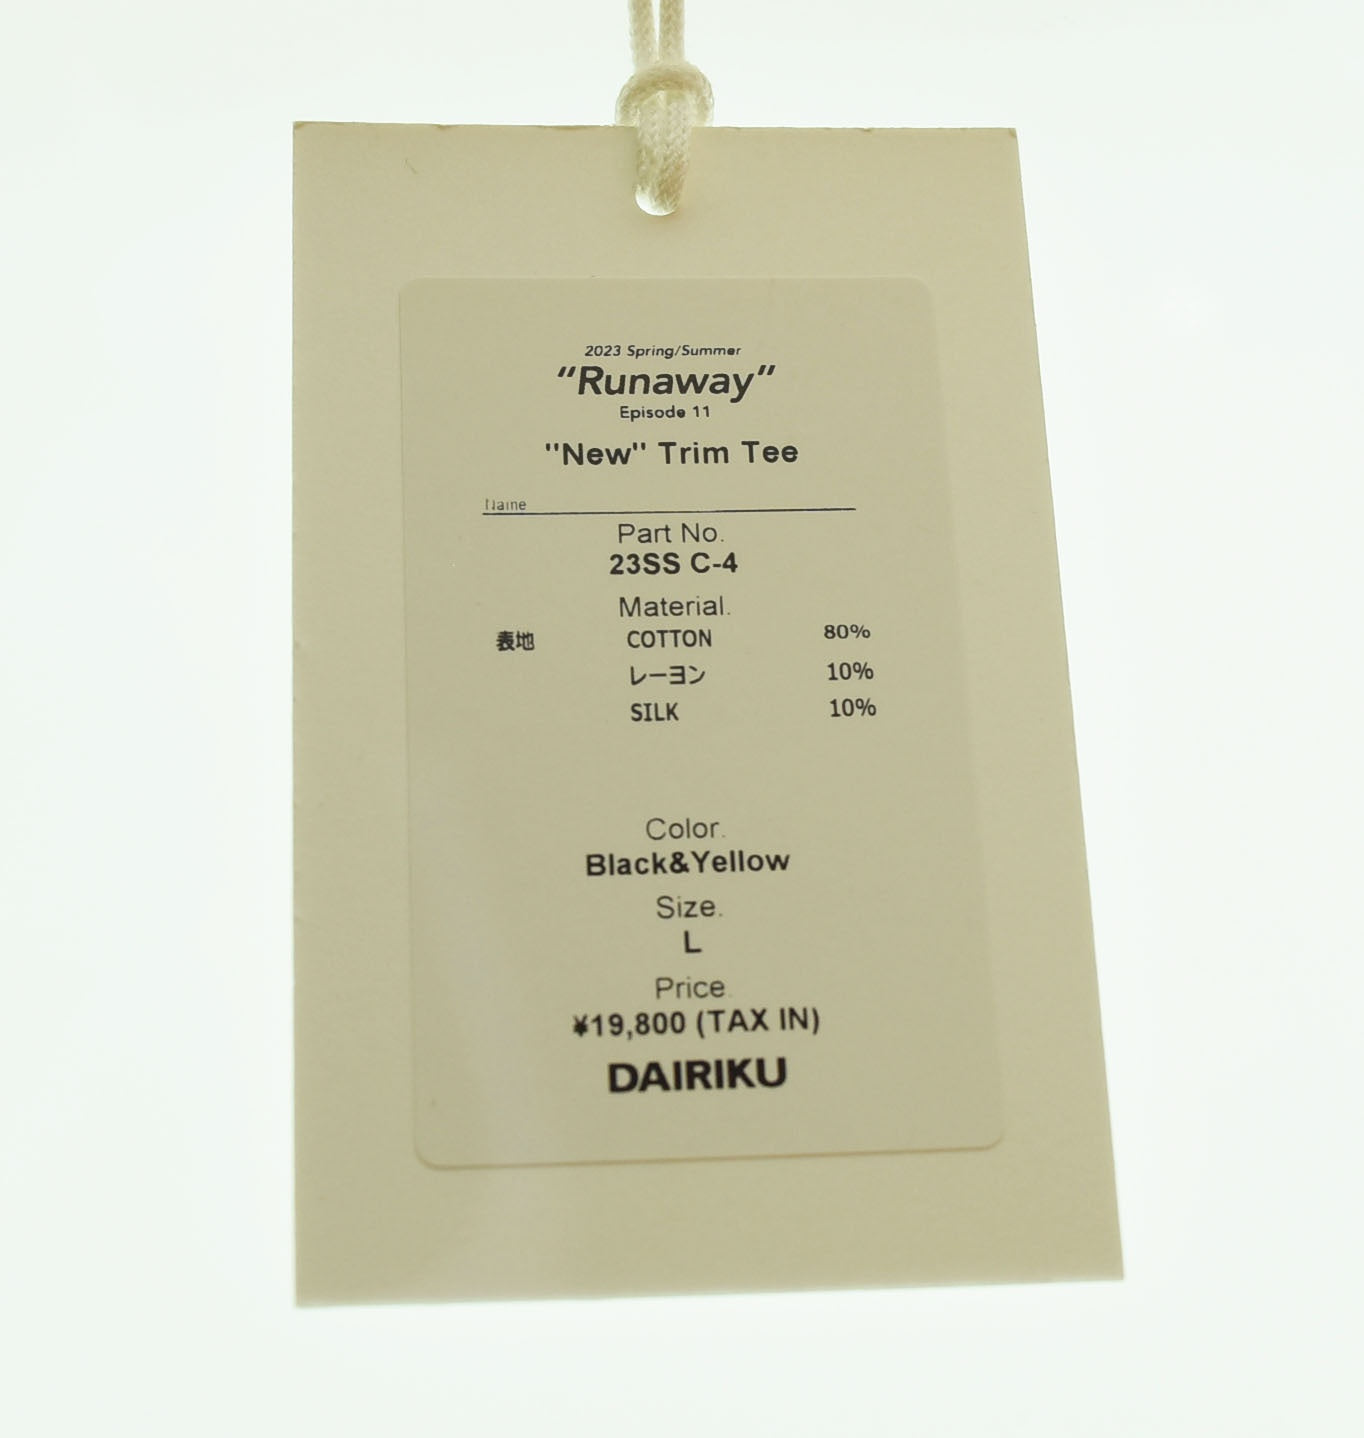 2023 Spring/Summer
“Runaway”
Episode 11
"New" Trim Tee
Name
Part No.
23SS C-4
Material.
表地 COTTON 80%
レーヨン 10%
SILK 10%
Color.
Black&Yellow
Size.
L
Price.
¥19,800 (TAX IN)
DAIRIKU